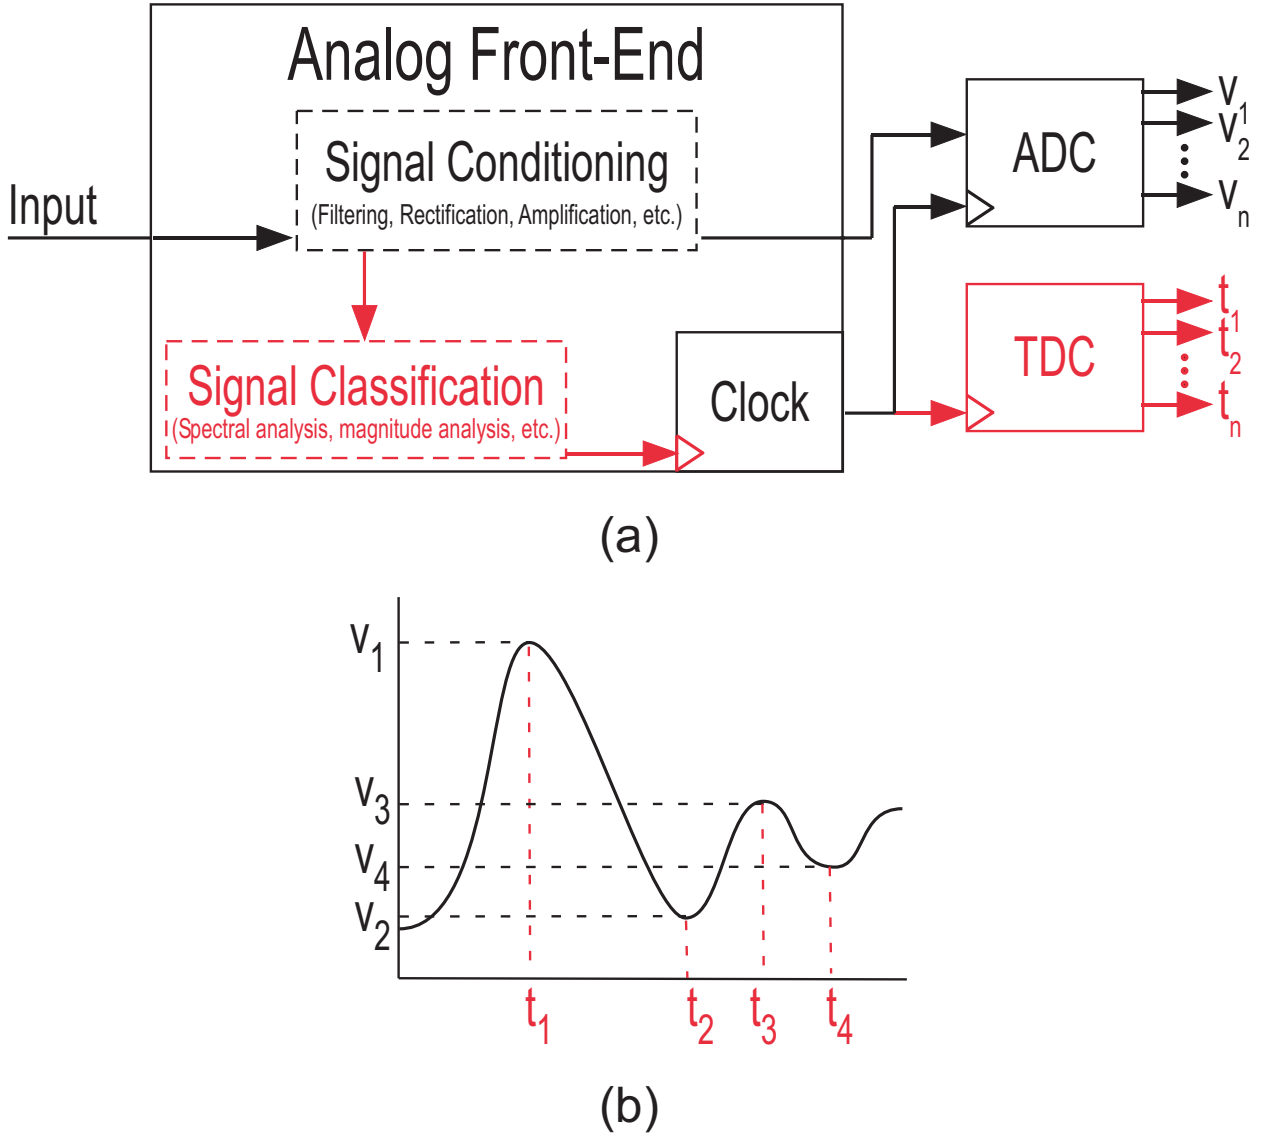 Analog Front-End
Signal Conditioning
(Filtering, Rectification, Amplification, etc.)
Input
Signal Classification
(Spectral analysis, magnitude analysis, etc.)
Clock
ADC
v1
v2
vn
TDC
t1
t2
tn
(a)
v1
v3
v4
v2
t1
t2
t3
t4
(b)